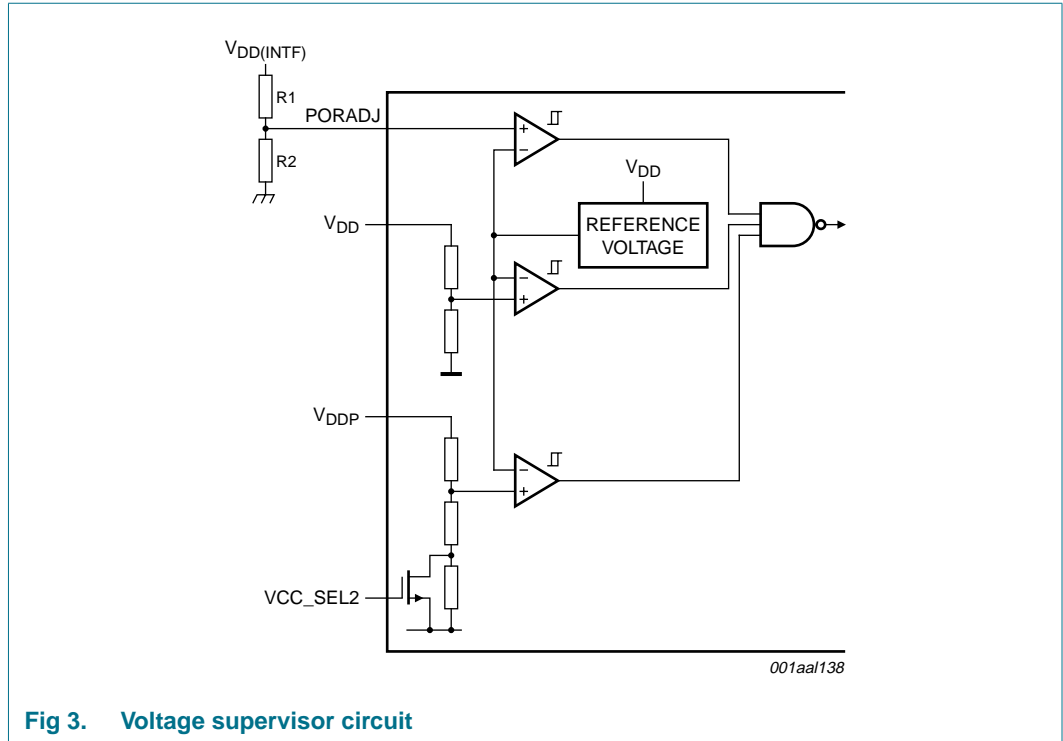 VDD(INTF)
R1
PORADJ
R2
+
−
VDD
REFERENCE
VOLTAGE
VDD
−
+
VDDP
−
+
VCC_SEL2
001aal138
Fig 3. Voltage supervisor circuit